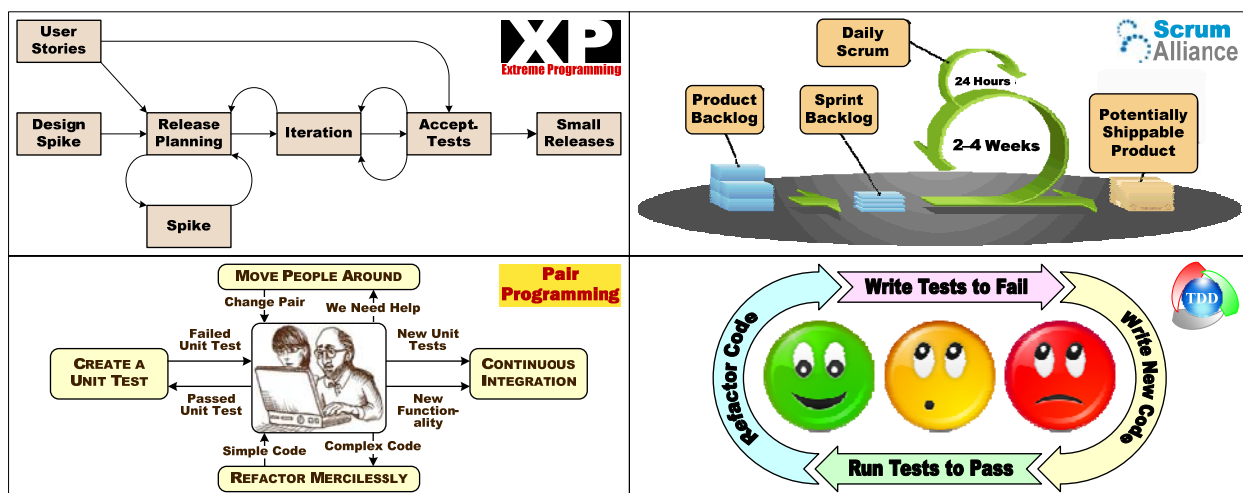 User
Stories
XP
Extreme Programming
Design
Spike
Release
Planning
Iteration
Accept.
Tests
Small
Releases
Spike
Daily
Scrum
Scrum
Alliance
24 Hours
Product
Backlog
Sprint
Backlog
2–4 Weeks
Potentially
Shippable
Product
MOVE PEOPLE AROUND
Pair
Programming
Change Pair
We Need Help
Failed
Unit Test
New Unit
Tests
CREATE A
UNIT TEST
CONTINUOUS
INTEGRATION
Passed
Unit Test
New
Function-
ality
Simple Code
Complex Code
REFACTOR MERCILESSLY
Write Tests to Fail
TDD
Refactor Code
Write New Code
Run Tests to Pass